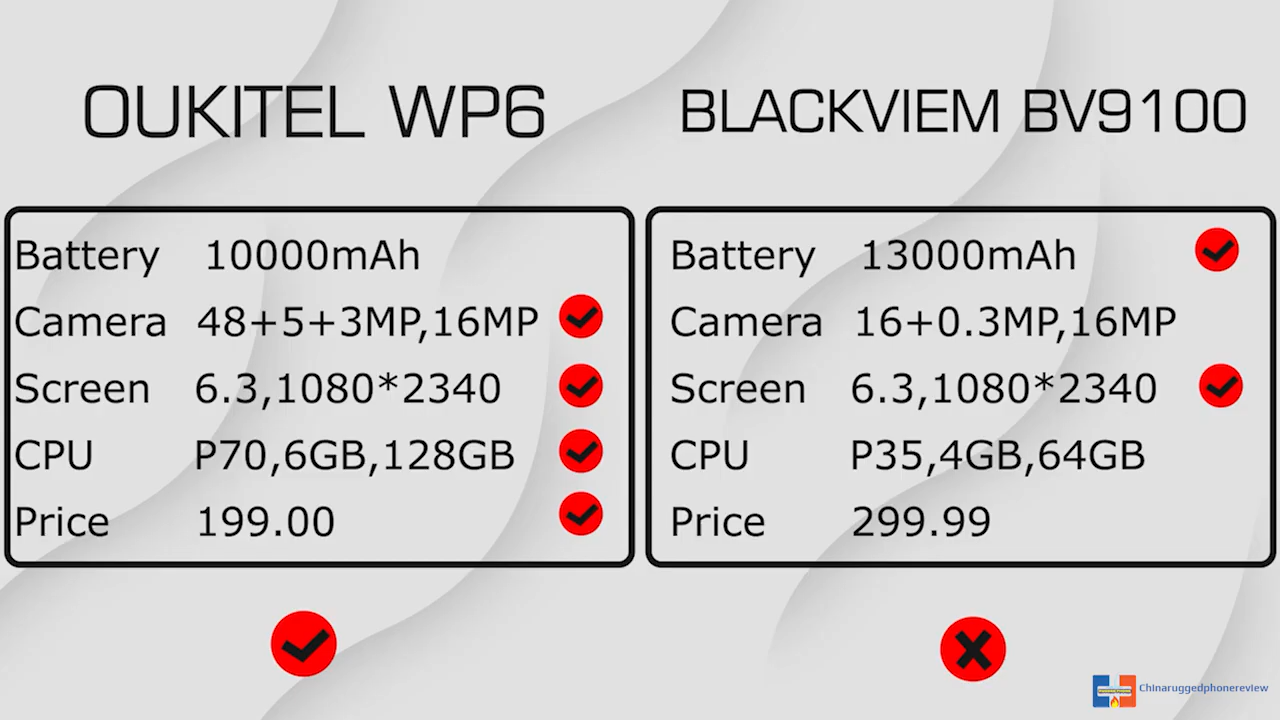 OUKITEL WP6
BLACKVIEM BV9100
Battery 10000mAh
Camera 48+5+3MP,16MP
Screen 6.3,1080*2340
CPU P70,6GB,128GB
Price 199.00
Battery 13000mAh
Camera 16+0.3MP,16MP
Screen 6.3,1080*2340
CPU P35,4GB,64GB
Price 299.99
Chinaruggedphonereview